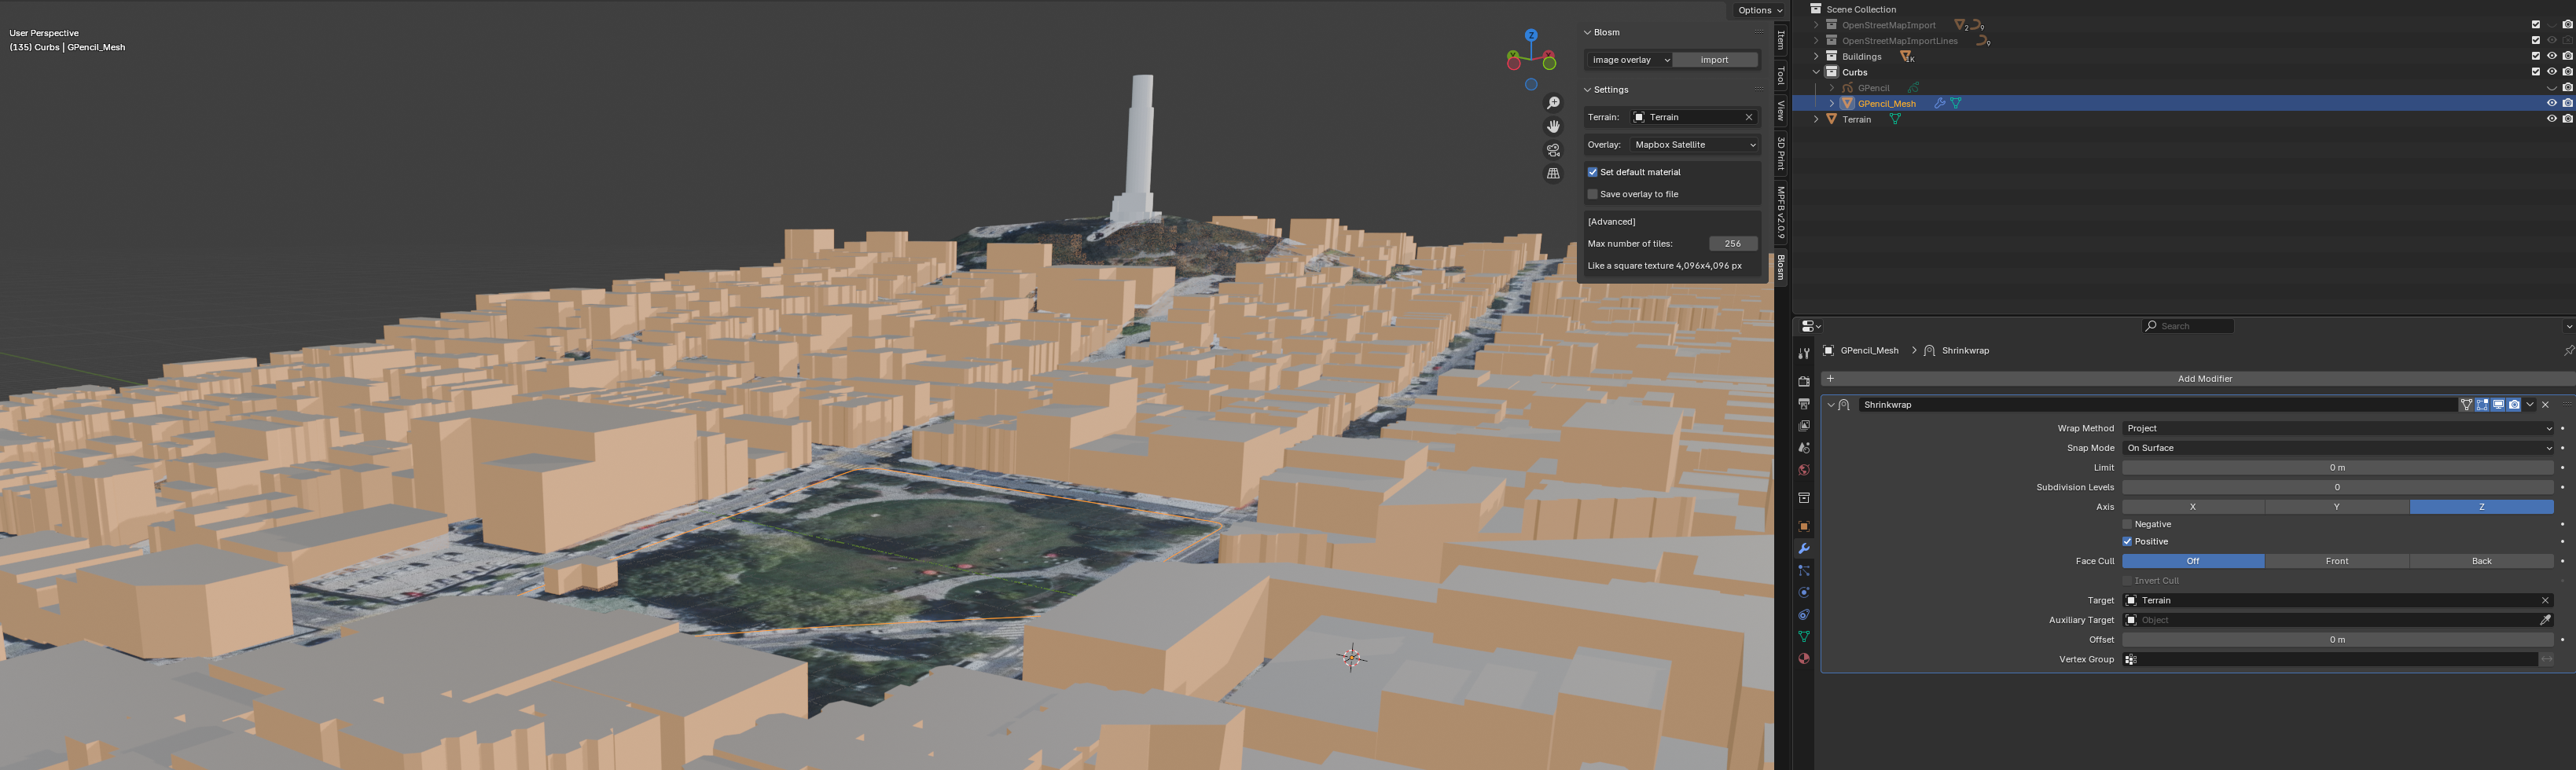 Options
User Perspective
(135) Curbs | GPencil_Mesh
Z
Y
X
Blosm
image overlay
import
Settings
Terrain:
Terrain
Overlay:
Mapbox Satellite
Set default material
Save overlay to file
[Advanced]
Max number of tiles:
256
Like a square texture 4,096x4,096 px
Item
Tool
View
3D Print
MPFB v2.0.9
Blosm
Scene Collection
OpenStreetMapImport
2
9
OpenStreetMapImportLines
9
Buildings
1K
Curbs
GPencil
GPencil_Mesh
Terrain
Search
GPencil_Mesh
Shrinkwrap
Add Modifier
Shrinkwrap
Wrap Method
Project
Snap Mode
On Surface
Limit
0 m
Subdivision Levels
0
Axis
X
Y
Z
Negative
Positive
Face Cull
Off
Front
Back
Invert Cull
Target
Terrain
Auxiliary Target
Object
Offset
0 m
Vertex Group